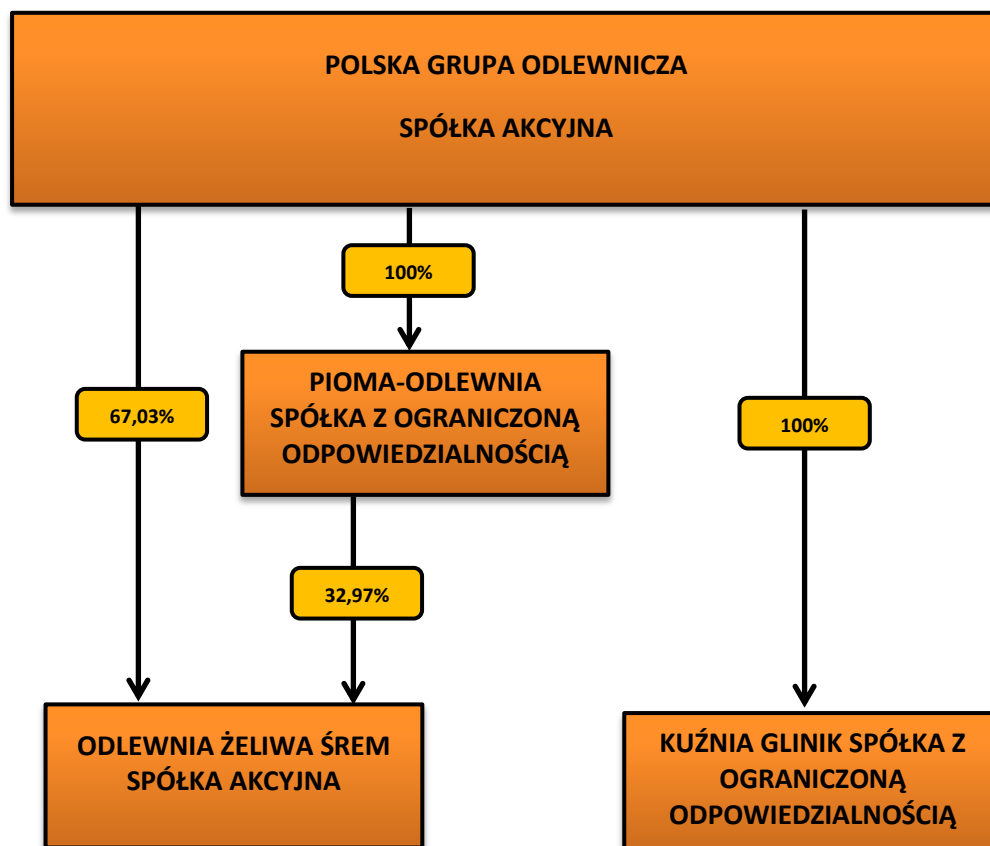 POLSKA GRUPA ODLEWNICZA
SPÓŁKA AKCYJNA
100%
PIOMA-ODLEWNIA
SPÓŁKA Z OGRANICZONĄ
ODPOWIEDZIALNOŚCIĄ
67,03%
100%
32,97%
ODLEWNIA ŻELIWA ŚREM
SPÓŁKA AKCYJNA
KUŹNIA GLINIK SPÓŁKA Z
OGRANICZONĄ
ODPOWIEDZIALNOŚCIĄ